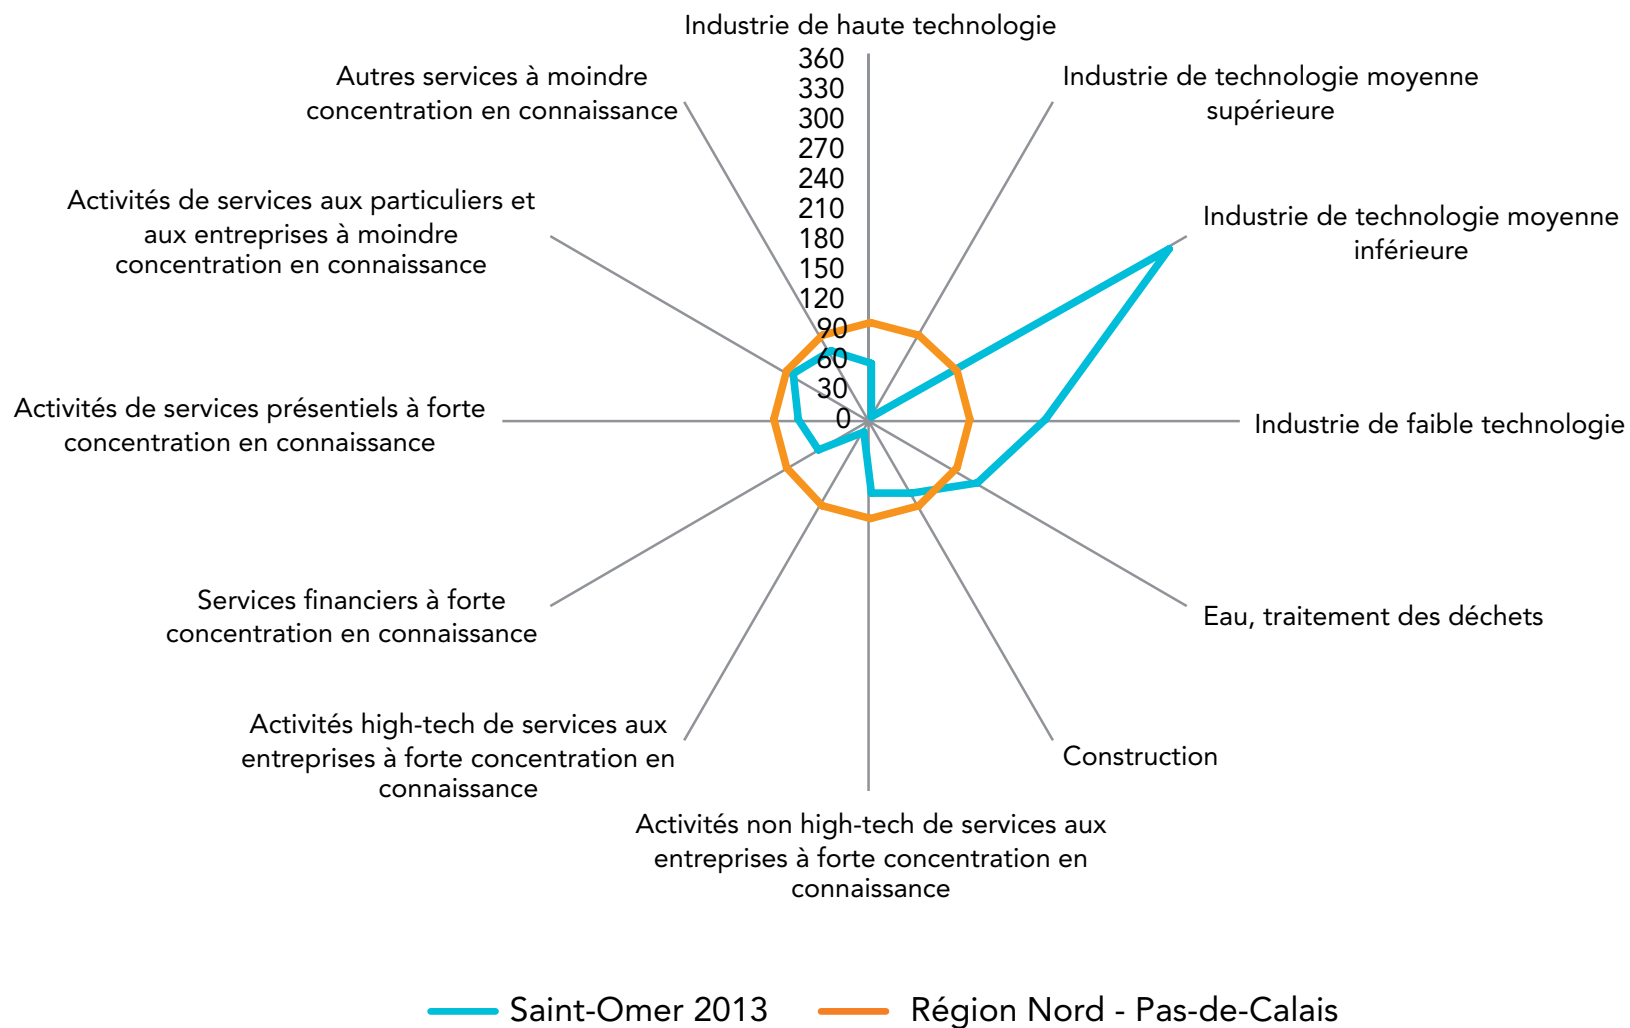 Industrie de haute technologie
360
330
300
270
240
210
180
150
120
90
60
30
0
Industrie de technologie moyenne
supérieure
Industrie de technologie moyenne
inférieure
Industrie de faible technologie
Eau, traitement des déchets
Construction
Activités non high-tech de services aux
entreprises à forte concentration en
connaissance
Activités high-tech de services aux
entreprises à forte concentration en
connaissance
Services financiers à forte
concentration en connaissance
Activités de services présentiels à forte
concentration en connaissance
Activités de services aux particuliers et
aux entreprises à moindre
concentration en connaissance
Autres services à moindre
concentration en connaissance
Saint-Omer 2013
Région Nord - Pas-de-Calais